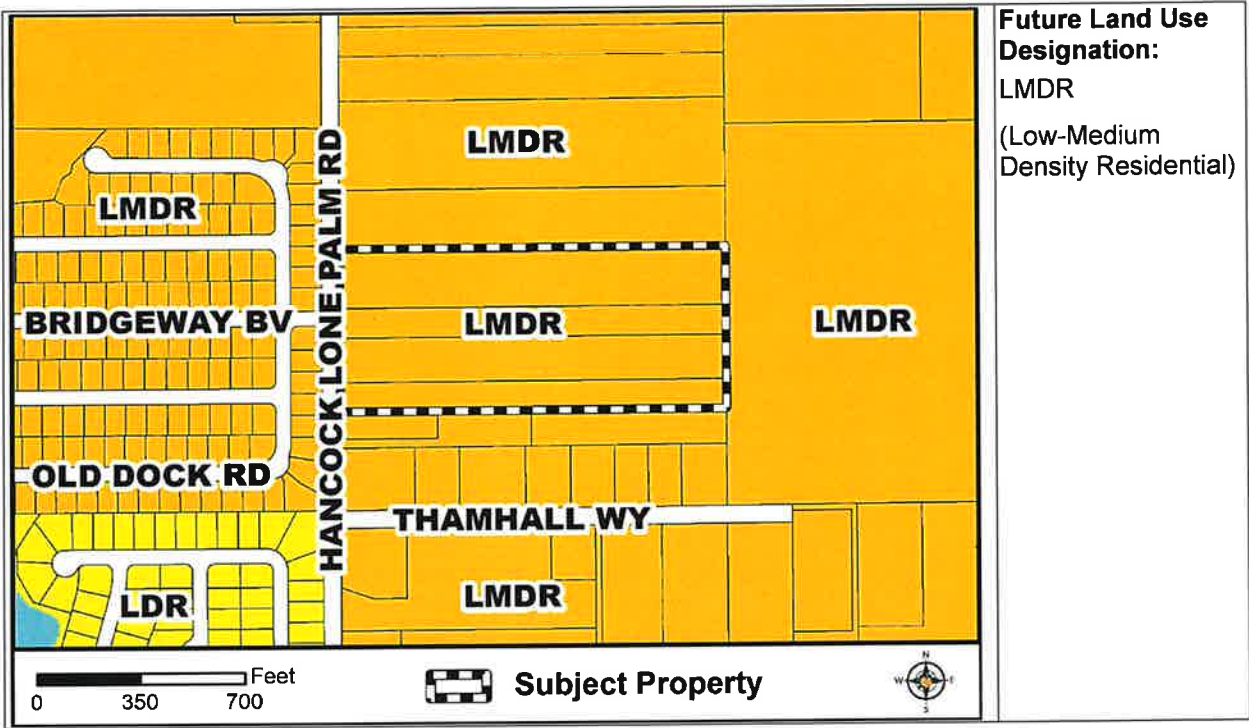 Future Land Use
Designation:
LMDR
(Low-Medium
Density Residential)
LMDR
LMDR
HANCOCK LONE PALM RD
BRIDGEWAY BV
LMDR
LMDR
OLD DOCK RD
THAMHALL WY
LDR
LMDR
0 350 700 Feet
Subject Property
N
W E
S